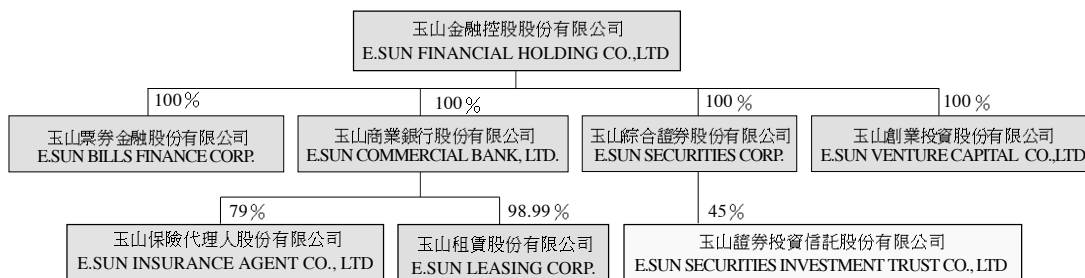 玉山金融控股股份有限公司
E.SUN FINANCIAL HOLDING CO.,LTD
100%
100%
100%
100%
玉山票券金融股份有限公司
E.SUN BILLS FINANCE CORP.
玉山商業銀行股份有限公司
E.SUN COMMERCIAL BANK, LTD.
玉山綜合證券股份有限公司
E.SUN SECURITIES CORP.
玉山創業投資股份有限公司
E.SUN VENTURE CAPITAL CO.,LTD
79%
98.99%
45%
玉山保險代理人股份有限公司
E.SUN INSURANCE AGENT CO., LTD
玉山租賃股份有限公司
E.SUN LEASING CORP.
玉山證券投資信託股份有限公司
E.SUN SECURITIES INVESTMENT TRUST CO., LTD